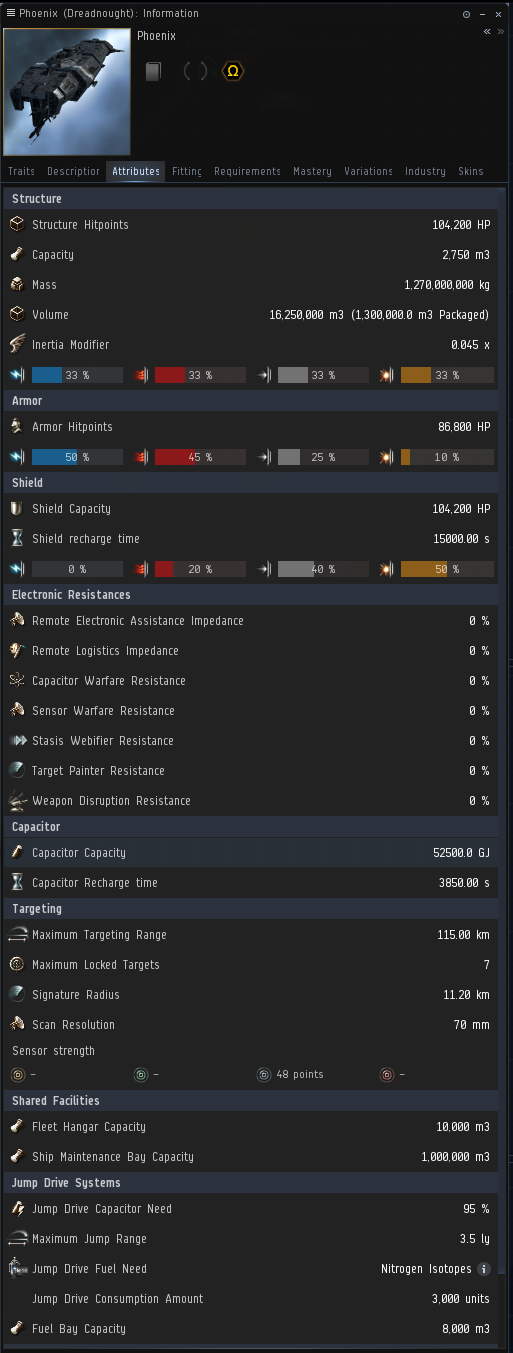 Phoenix (Dreadnought): Information
Phoenix
Traits Description Attributes Fitting Requirements Mastery Variations Industry Skins
Structure
Structure Hitpoints 104,200 HP
Capacity 2,750 m3
Mass 1,270,000,000 kg
Volume 16,250,000 m3 (1,300,000.0 m3 Packaged)
Inertia Modifier 0.045 x
33 % 33 % 33 % 33 %
Armor
Armor Hitpoints 86,800 HP
50 % 45 % 25 % 10 %
Shield
Shield Capacity 104,200 HP
Shield recharge time 15000.00 s
0 % 20 % 40 % 50 %
Electronic Resistances
Remote Electronic Assistance Impedance 0 %
Remote Logistics Impedance 0 %
Capacitor Warfare Resistance 0 %
Sensor Warfare Resistance 0 %
Stasis Webifier Resistance 0 %
Target Painter Resistance 0 %
Weapon Disruption Resistance 0 %
Capacitor
Capacitor Capacity 52500.0 GJ
Capacitor Recharge time 3850.00 s
Targeting
Maximum Targeting Range 115.00 km
Maximum Locked Targets 7
Signature Radius 11.20 km
Scan Resolution 70 mm
Sensor strength
– – 48 points –
Shared Facilities
Fleet Hangar Capacity 10,000 m3
Ship Maintenance Bay Capacity 1,000,000 m3
Jump Drive Systems
Jump Drive Capacitor Need 95 %
Maximum Jump Range 3.5 ly
Jump Drive Fuel Need Nitrogen Isotopes
Jump Drive Consumption Amount 3,000 units
Fuel Bay Capacity 8,000 m3